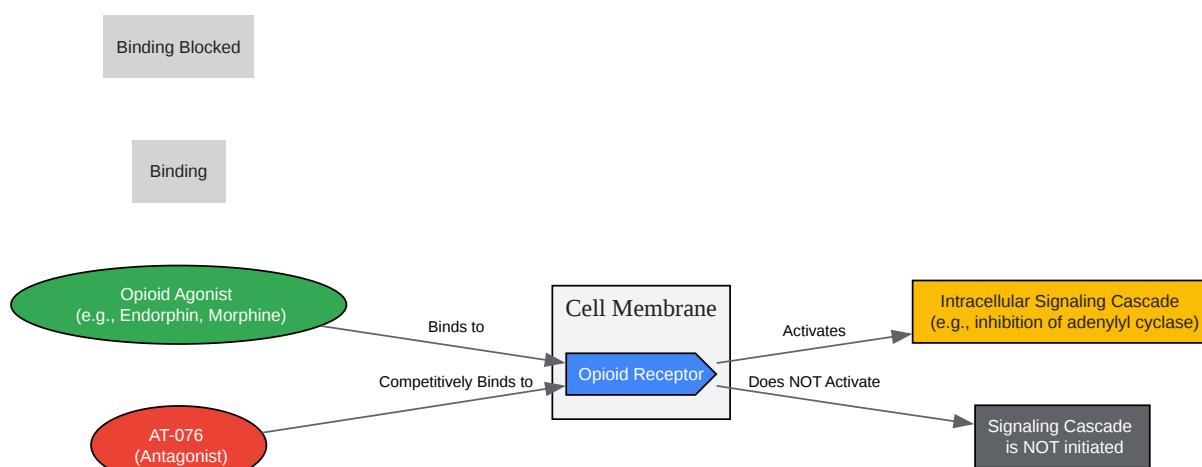 Binding Blocked
Binding
Opioid Agonist
(e.g., Endorphin, Morphine)
Binds to
Cell Membrane
Opioid Receptor
Activates
Intracellular Signaling Cascade
(e.g., inhibition of adenylyl cyclase)
Competitively Binds to
Does NOT Activate
AT-076
(Antagonist)
Signaling Cascade
is NOT initiated